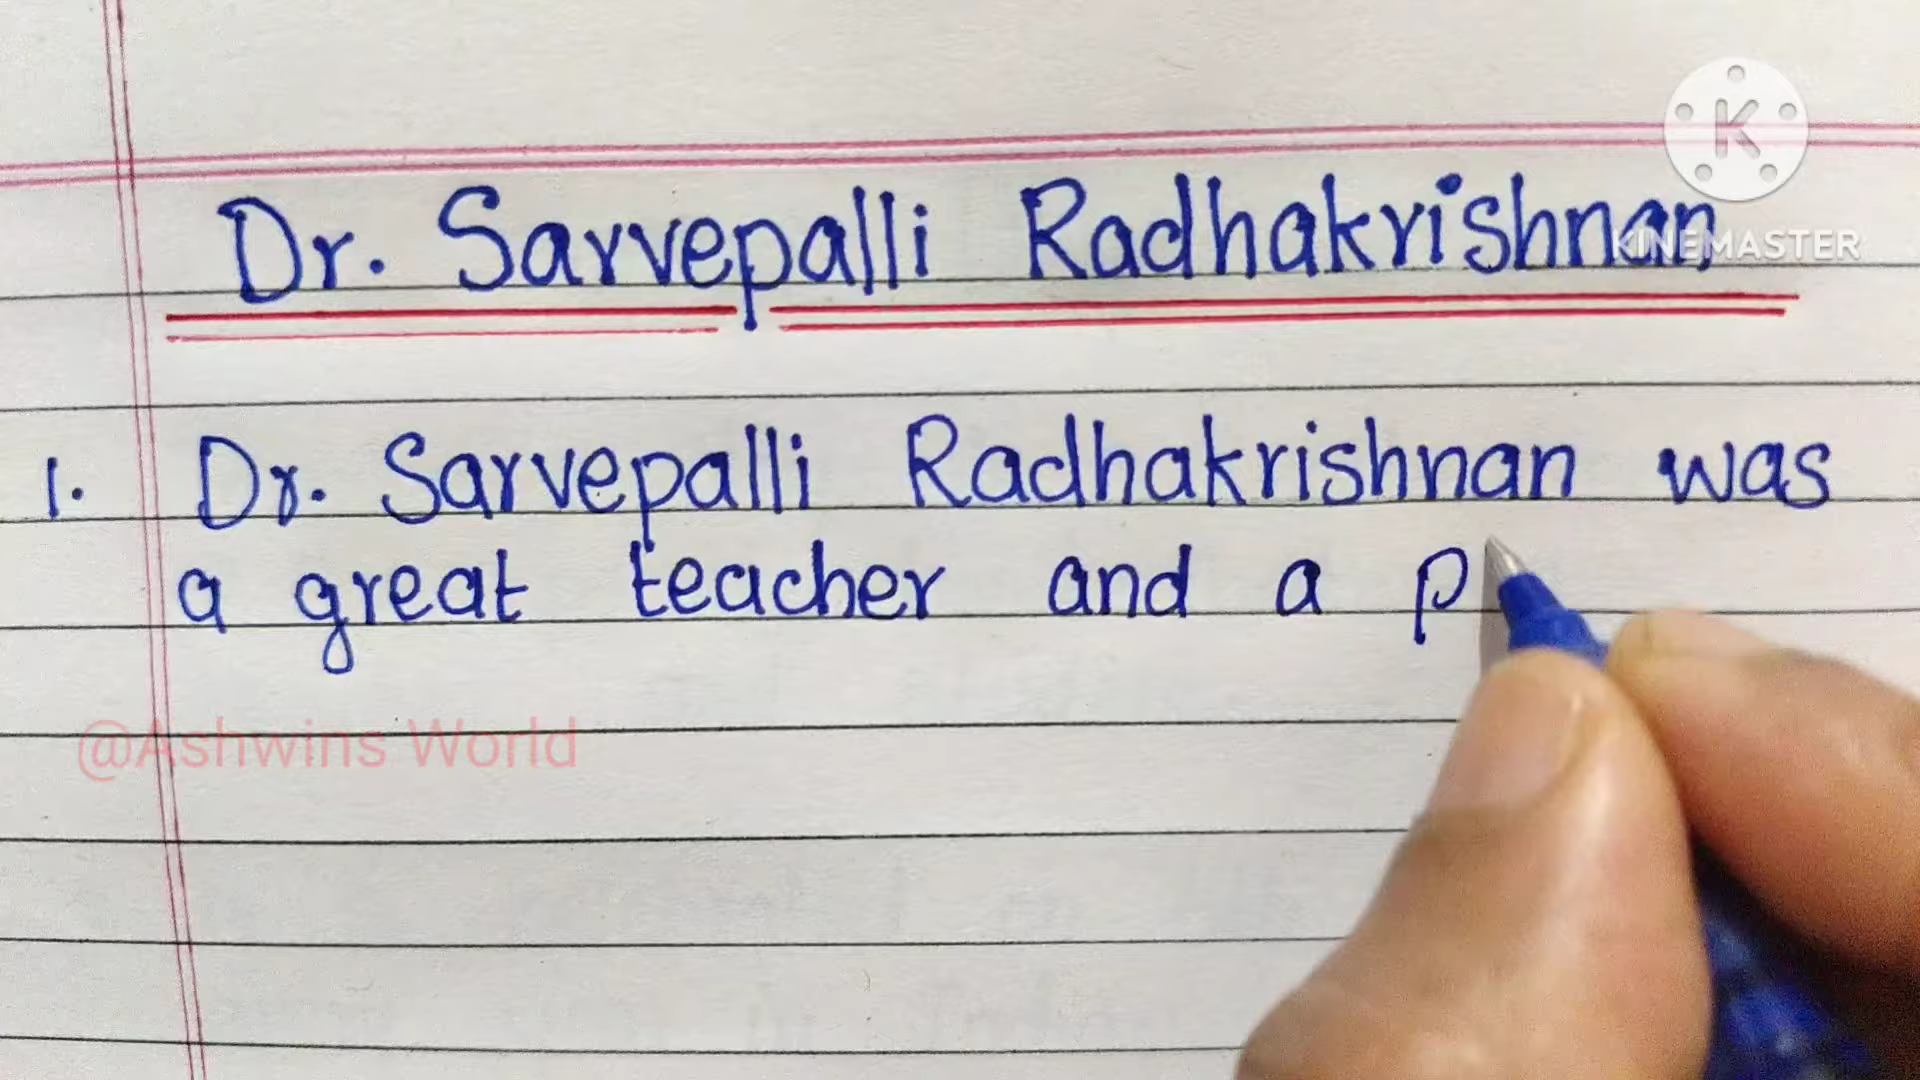 K
KINEMASTER
Dr. Sarvepalli Radhakrishnan
1. Dr. Sarvepalli Radhakrishnan was
a great teacher and a p
@Ashwins World